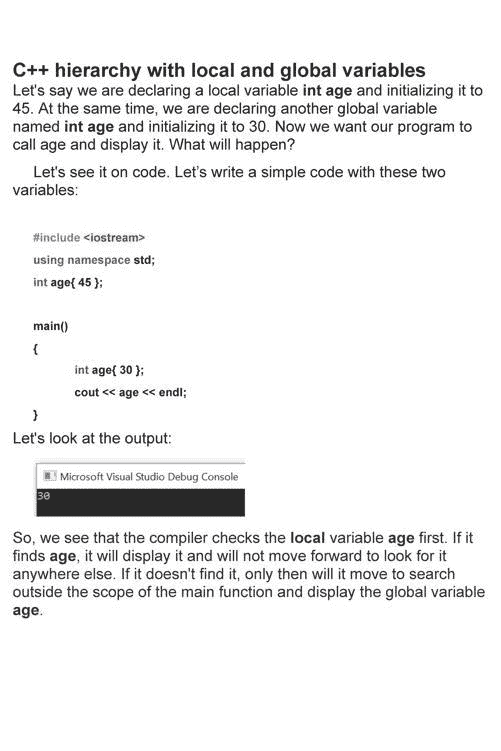 C++ hierarchy with local and global variables
Let's say we are declaring a local variable int age and initializing it to
45. At the same time, we are declaring another global variable
named int age and initializing it to 30. Now we want our program to
call age and display it. What will happen?
Let's see it on code. Let’s write a simple code with these two
variables:
#include <iostream>
using namespace std;
int age{ 45 };
main()
{
int age{ 30 };
cout << age << endl;
}
Let's look at the output:
Microsoft Visual Studio Debug Console
30
So, we see that the compiler checks the local variable age first. If it
finds age, it will display it and will not move forward to look for it
anywhere else. If it doesn't find it, only then will it move to search
outside the scope of the main function and display the global variable
age.